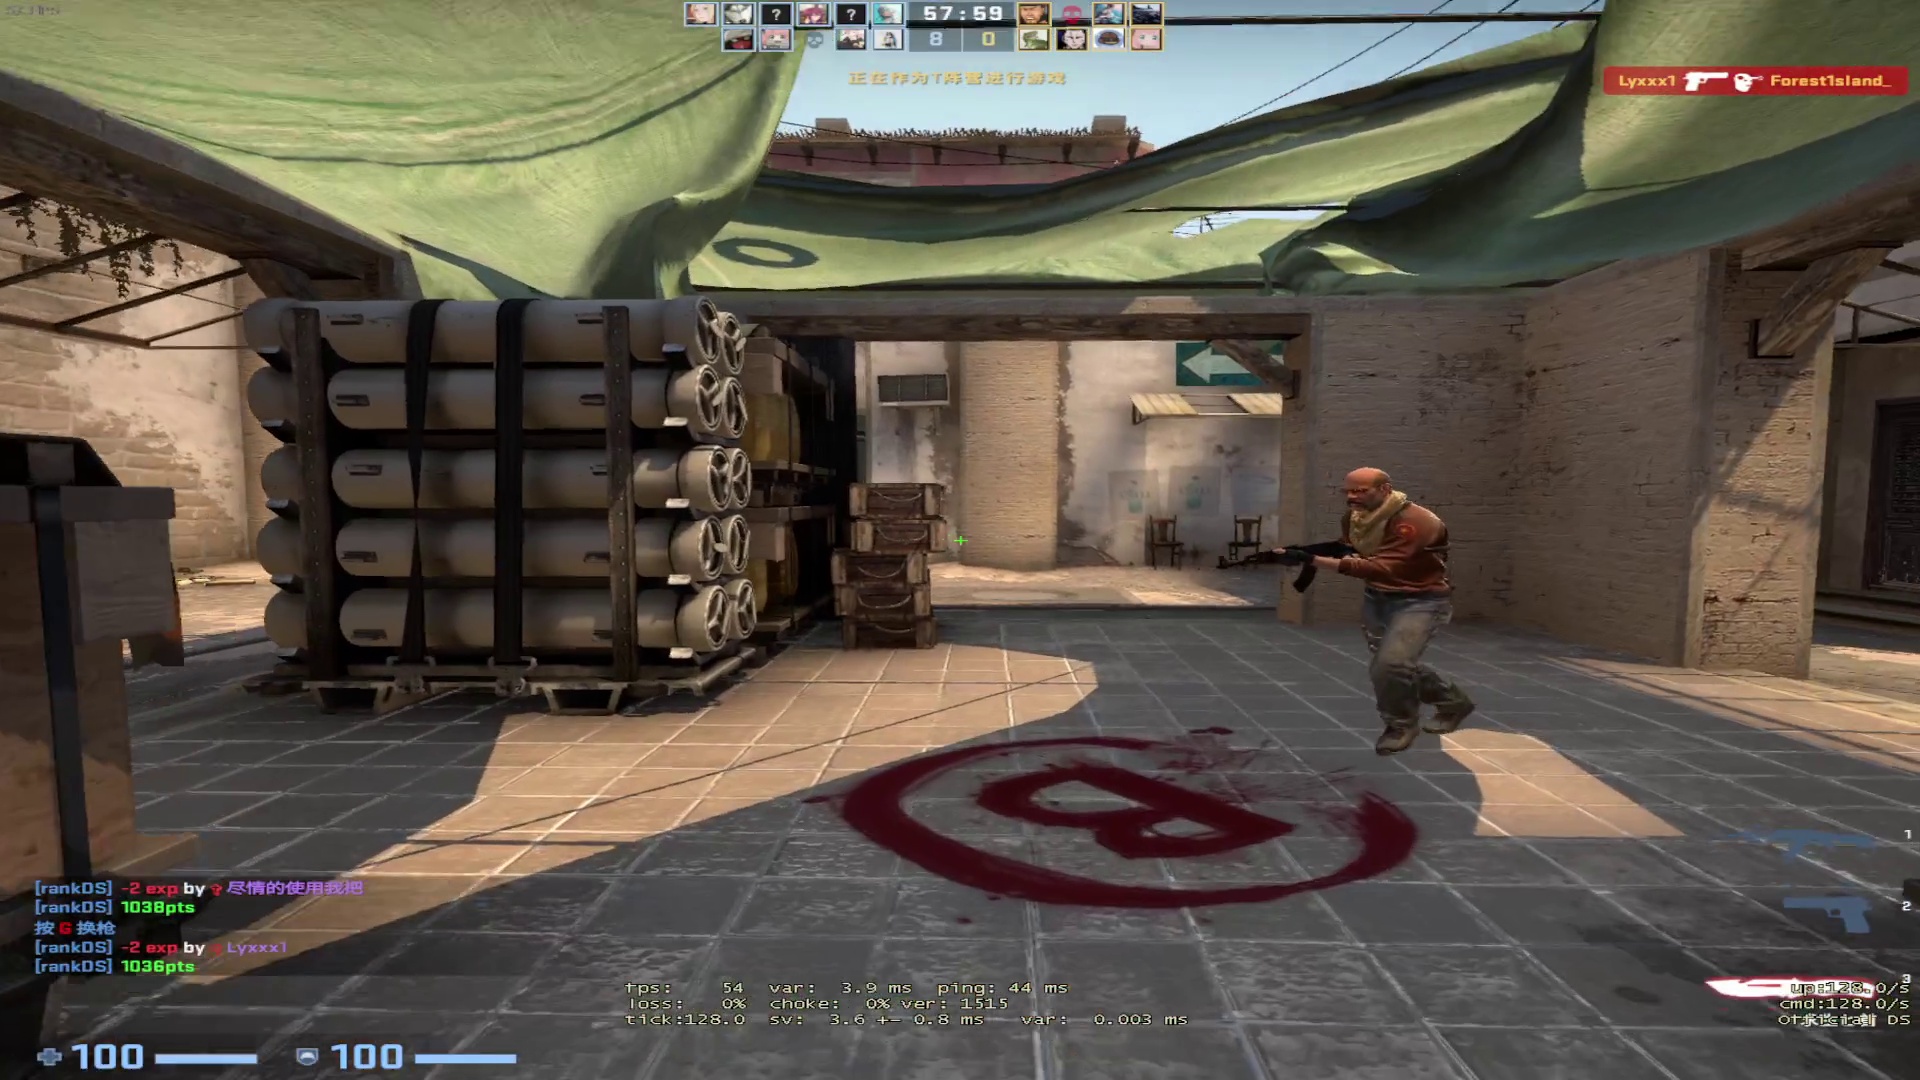 57:59
? ?
8 0
正在作为T阵营进行游戏
Lyxxx1 Forest1sland_
B
[rankDS] -2 exp by ? 尽情的使用我把
[rankDS] 1038pts
按 G 换枪
[rankDS] -2 exp by Lyxxx1
[rankDS] 1036pts
fps: 54 var: 3.9 ms ping: 44 ms
loss: 0% choke: 0% ver: 1515
tick:128.0 sv: 3.6 +- 0.8 ms var: 0.003 ms
1
2
3
up:128.0/s
cmd:128.0/s
DS
100 100